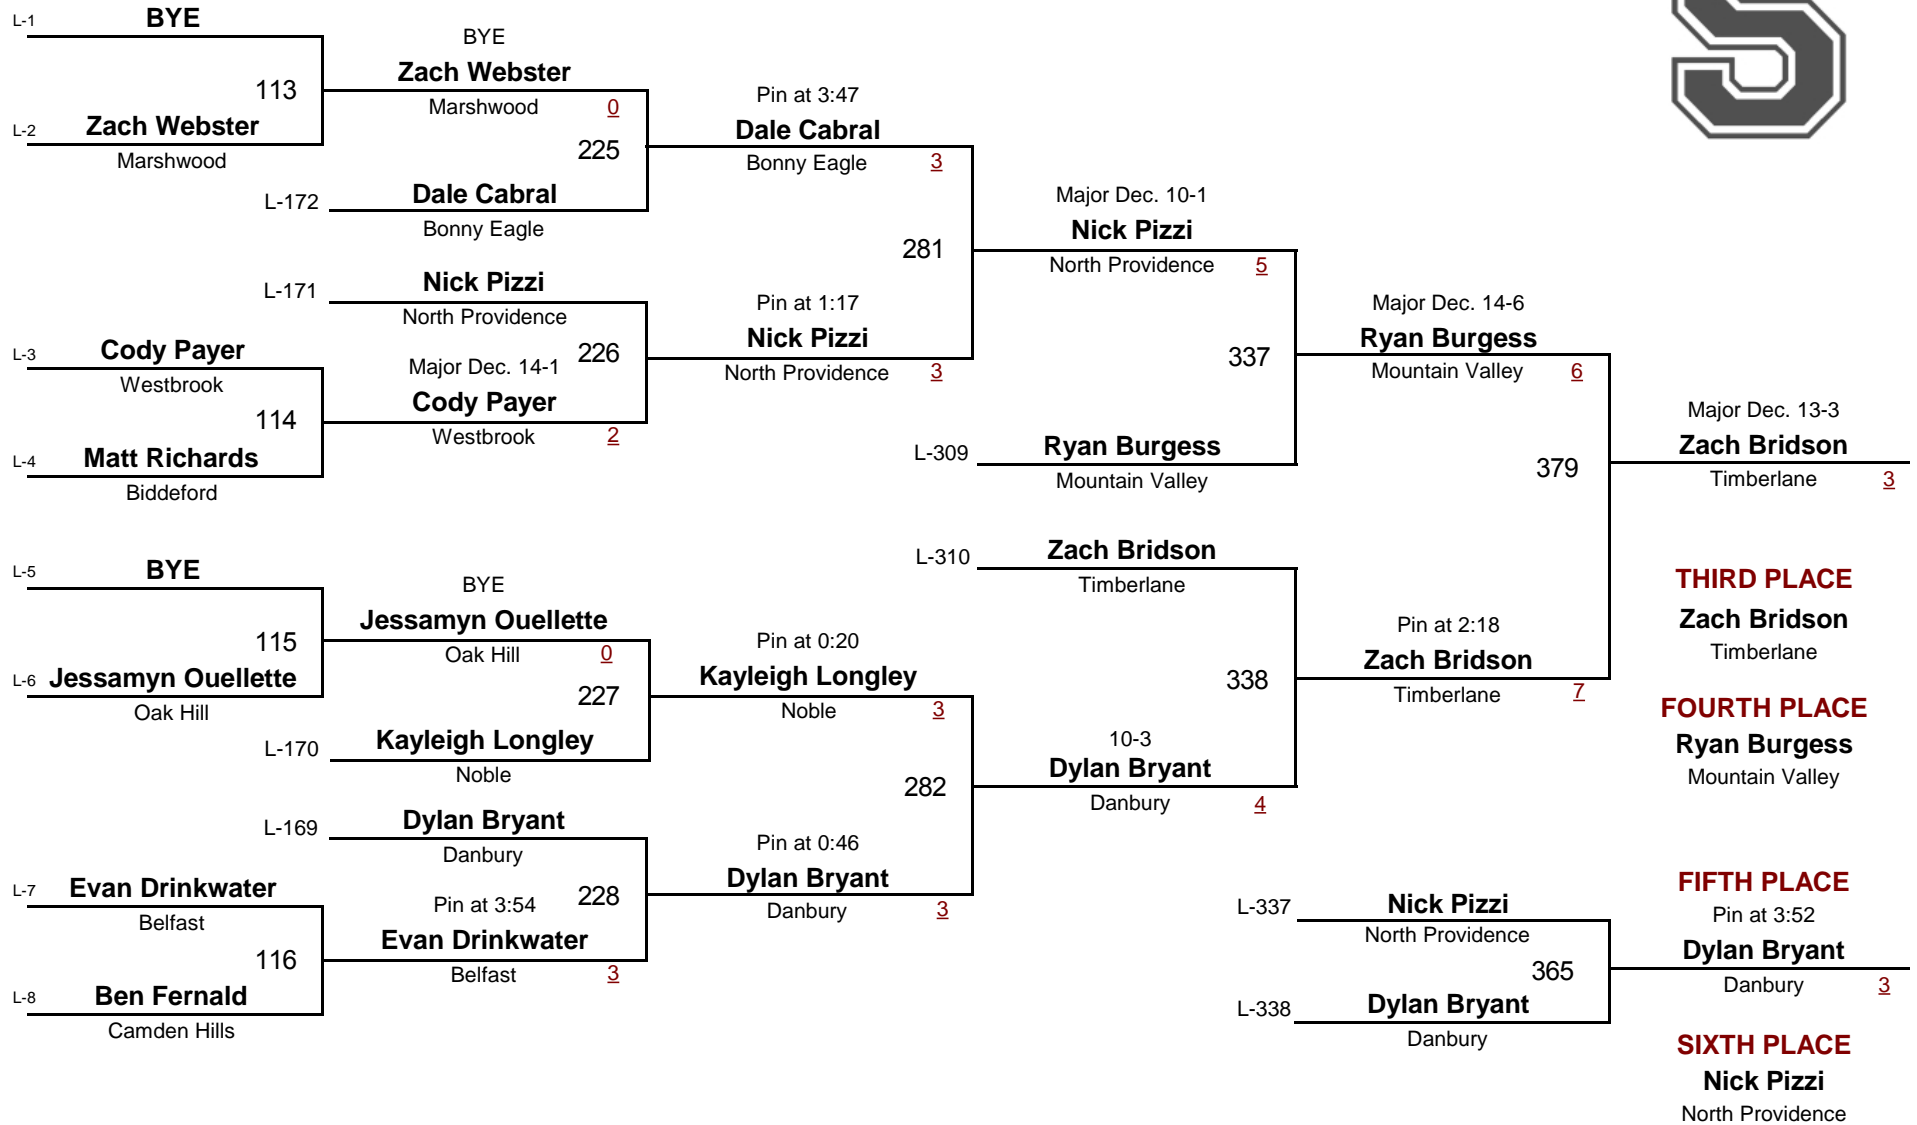 L-1
BYE
113
L-2
Zach Webster
Marshwood
L-3
Cody Payer
Westbrook
114
L-4
Matt Richards
Biddeford
L-5
BYE
115
L-6
Jessamyn Ouellette
Oak Hill
L-7
Evan Drinkwater
Belfast
116
L-8
Ben Fernald
Camden Hills
BYE
Zach Webster
Marshwood 0
225
L-172
Dale Cabral
Bonny Eagle
L-171
Nick Pizzi
North Providence
226
Major Dec. 14-1
Cody Payer
Westbrook 2
BYE
Jessamyn Ouellette
Oak Hill 0
227
L-170
Kayleigh Longley
Noble
L-169
Dylan Bryant
Danbury
228
Pin at 3:54
Evan Drinkwater
Belfast 3
Pin at 3:47
Dale Cabral
Bonny Eagle 3
281
Pin at 1:17
Nick Pizzi
North Providence 3
Pin at 0:20
Kayleigh Longley
Noble 3
282
Pin at 0:46
Dylan Bryant
Danbury 3
Major Dec. 10-1
Nick Pizzi
North Providence 5
337
L-309
Ryan Burgess
Mountain Valley
L-310
Zach Bridson
Timberlane
338
10-3
Dylan Bryant
Danbury 4
Major Dec. 14-6
Ryan Burgess
Mountain Valley 6
379
Pin at 2:18
Zach Bridson
Timberlane 7
L-337
Nick Pizzi
North Providence
365
L-338
Dylan Bryant
Danbury
S
Major Dec. 13-3
Zach Bridson
Timberlane 3
THIRD PLACE
Zach Bridson
Timberlane
FOURTH PLACE
Ryan Burgess
Mountain Valley
FIFTH PLACE
Pin at 3:52
Dylan Bryant
Danbury 3
SIXTH PLACE
Nick Pizzi
North Providence